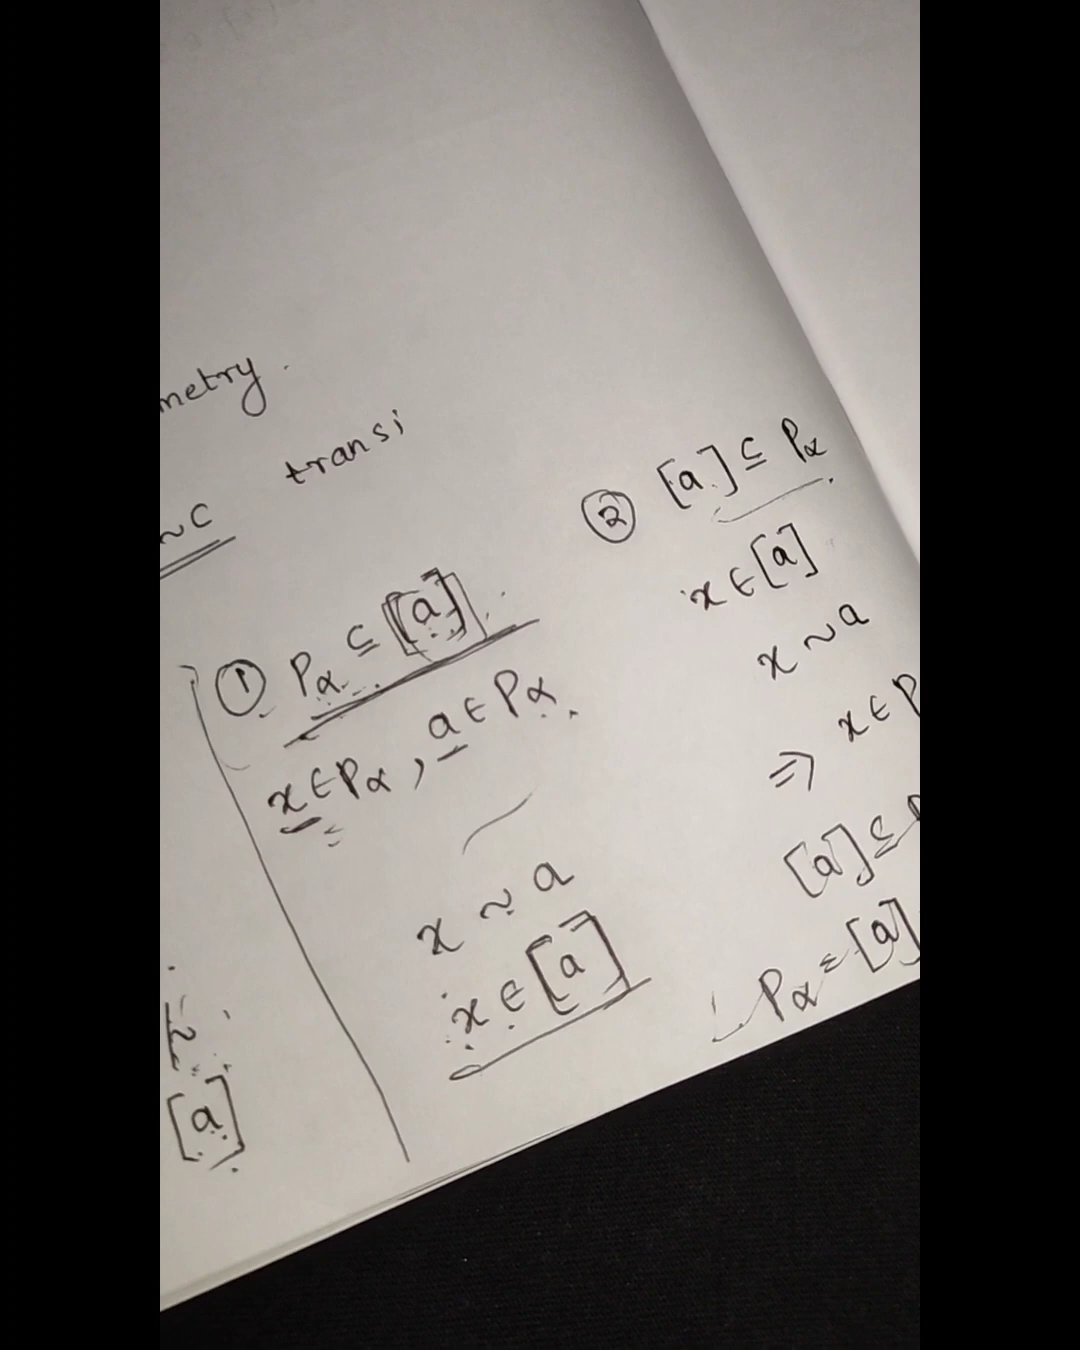 metry.
transi
~c
① Pα ⊆ [a]
x∈Pα, a∈Pα
x ~ a
x∈[a]
[a]
② [a] ⊆ Pα
x∈[a]
x ~ a
⇒ x∈P
[a] ⊆ P
Pα = [a]